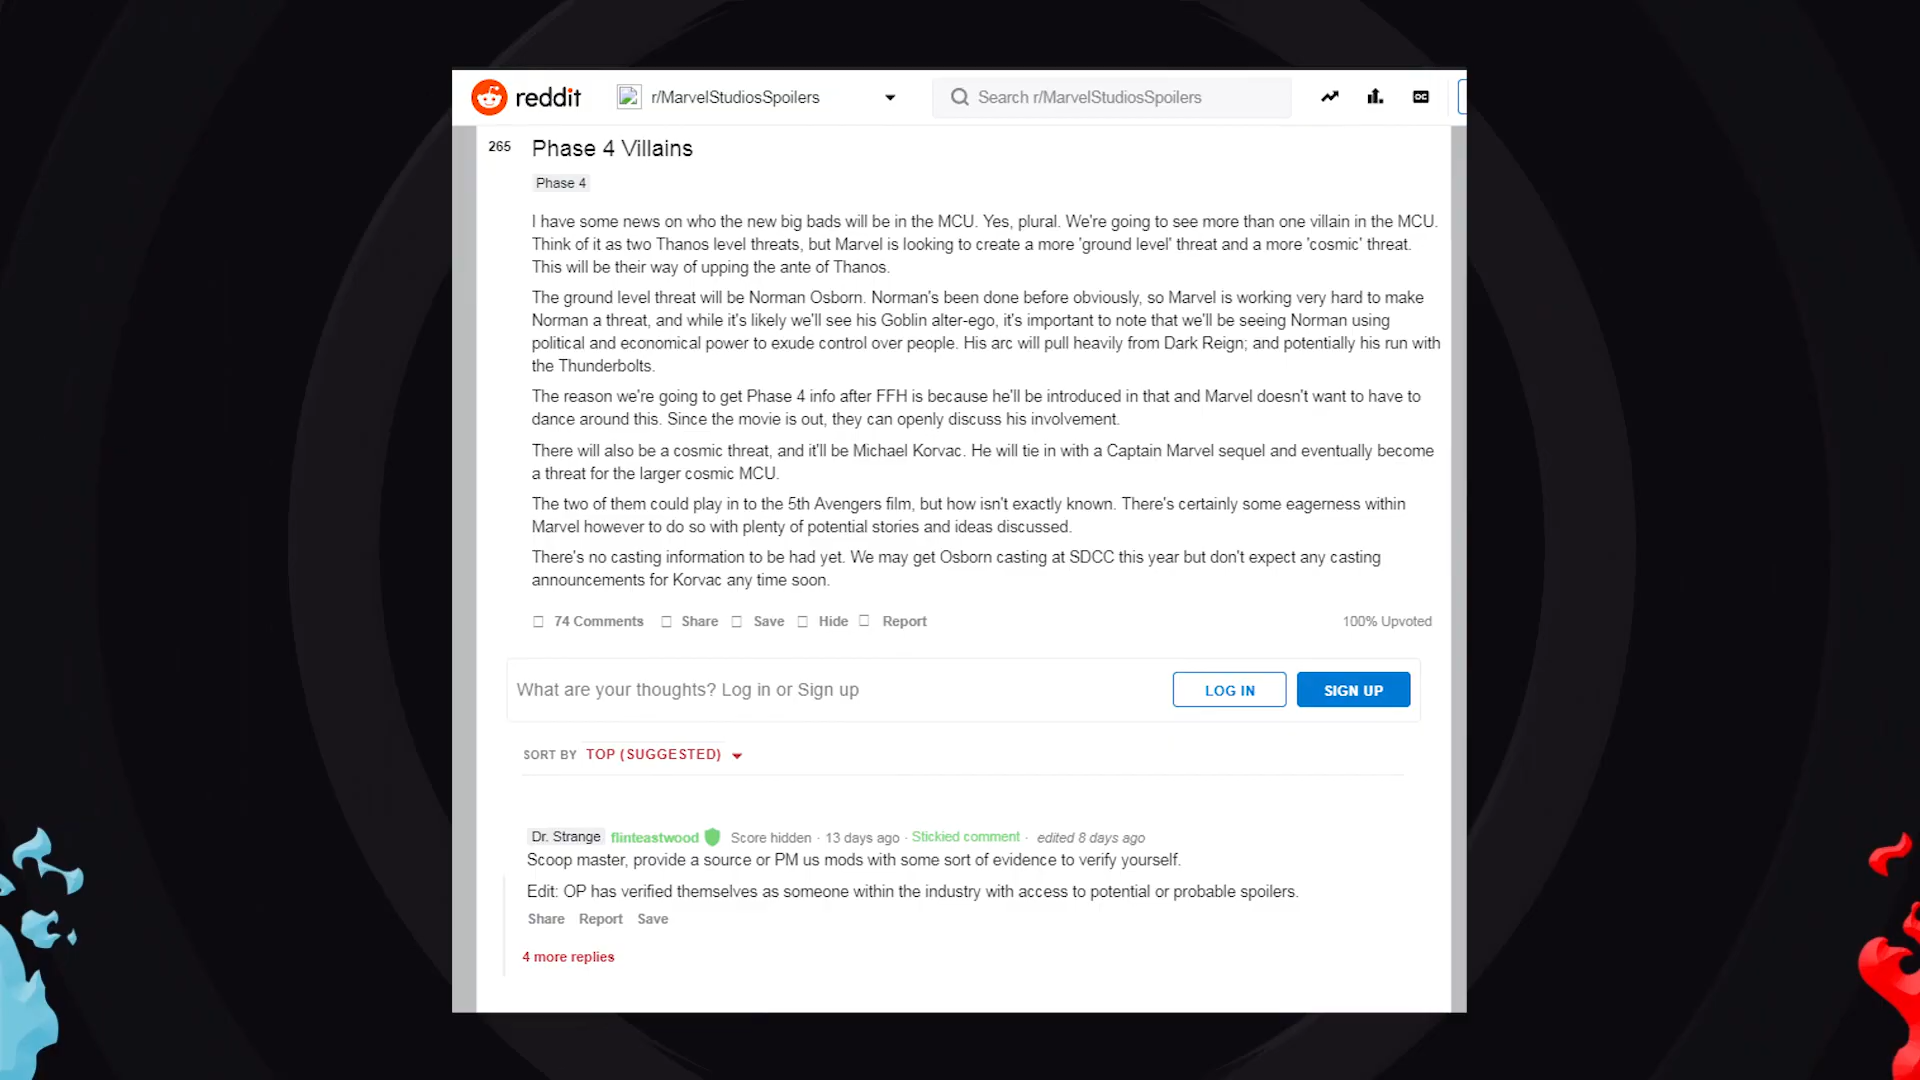 reddit r/MarvelStudiosSpoilers Search r/MarvelStudiosSpoilers OC
265 Phase 4 Villains
Phase 4
I have some news on who the new big bads will be in the MCU. Yes, plural. We're going to see more than one villain in the MCU.
Think of it as two Thanos level threats, but Marvel is looking to create a more 'ground level' threat and a more 'cosmic' threat.
This will be their way of upping the ante of Thanos.
The ground level threat will be Norman Osborn. Norman's been done before obviously, so Marvel is working very hard to make
Norman a threat, and while it's likely we'll see his Goblin alter-ego, it's important to note that we'll be seeing Norman using
political and economical power to exude control over people. His arc will pull heavily from Dark Reign; and potentially his run with
the Thunderbolts.
The reason we're going to get Phase 4 info after FFH is because he'll be introduced in that and Marvel doesn't want to have to
dance around this. Since the movie is out, they can openly discuss his involvement.
There will also be a cosmic threat, and it'll be Michael Korvac. He will tie in with a Captain Marvel sequel and eventually become
a threat for the larger cosmic MCU.
The two of them could play in to the 5th Avengers film, but how isn't exactly known. There's certainly some eagerness within
Marvel however to do so with plenty of potential stories and ideas discussed.
There's no casting information to be had yet. We may get Osborn casting at SDCC this year but don't expect any casting
announcements for Korvac any time soon.
74 Comments Share Save Hide Report 100% Upvoted
What are your thoughts? Log in or Sign up LOG IN SIGN UP
SORT BY TOP (SUGGESTED)
Dr. Strange flinteastwood Score hidden · 13 days ago · Stickied comment · edited 8 days ago
Scoop master, provide a source or PM us mods with some sort of evidence to verify yourself.
Edit: OP has verified themselves as someone within the industry with access to potential or probable spoilers.
Share Report Save
4 more replies